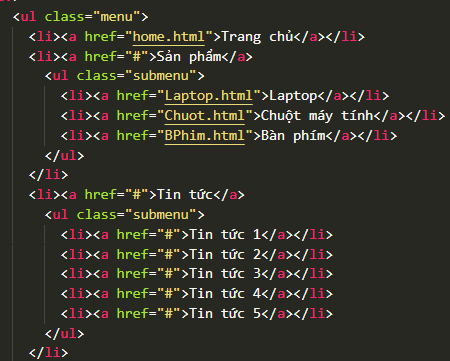 <ul class="menu">
<li><a href="home.html">Trang chủ</a></li>
<li><a href="#">Sản phẩm</a>
<ul class="submenu">
<li><a href="Laptop.html">Laptop</a></li>
<li><a href="Chuot.html">Chuột máy tính</a></li>
<li><a href="BPhim.html">Bàn phím</a></li>
</ul>
</li>
<li><a href="#">Tin tức</a>
<ul class="submenu">
<li><a href="#">Tin tức 1</a></li>
<li><a href="#">Tin tức 2</a></li>
<li><a href="#">Tin tức 3</a></li>
<li><a href="#">Tin tức 4</a></li>
<li><a href="#">Tin tức 5</a></li>
</ul>
</li>